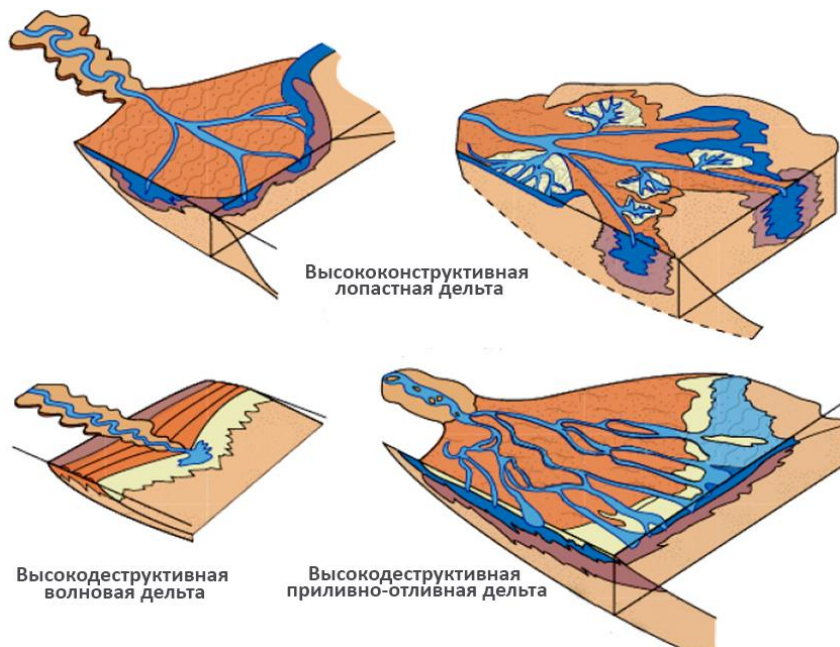 Высококонструктивная
лопастная дельта
Высокодеструктивная
волновая дельта
Высокодеструктивная
приливно-отливная дельта